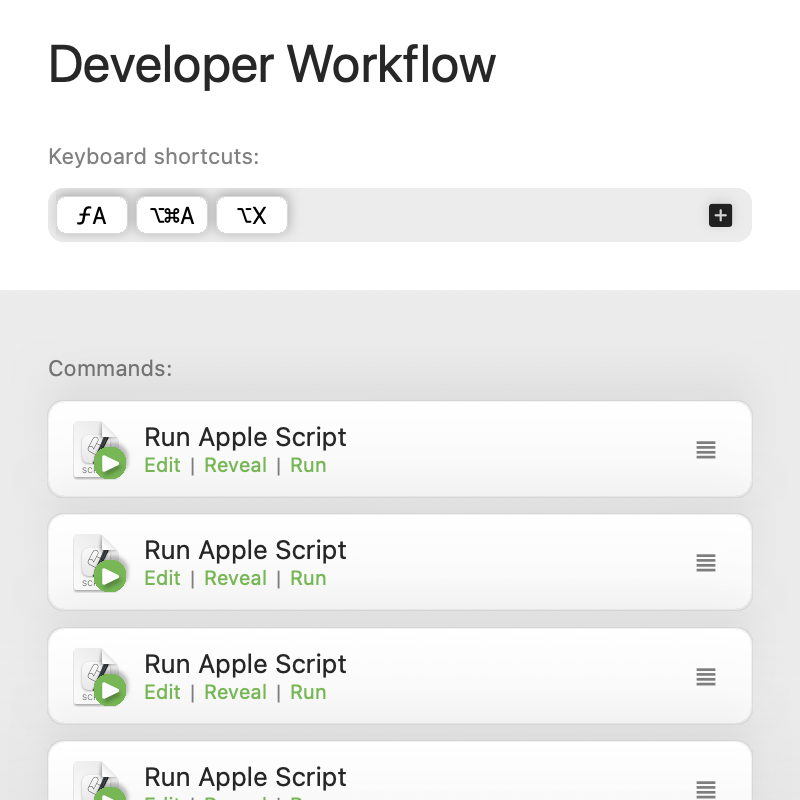 Developer Workflow
Keyboard shortcuts:
ƒA ⌥⌘A ⌥X
Commands:
Run Apple Script
Edit | Reveal | Run
Run Apple Script
Edit | Reveal | Run
Run Apple Script
Edit | Reveal | Run
Run Apple Script